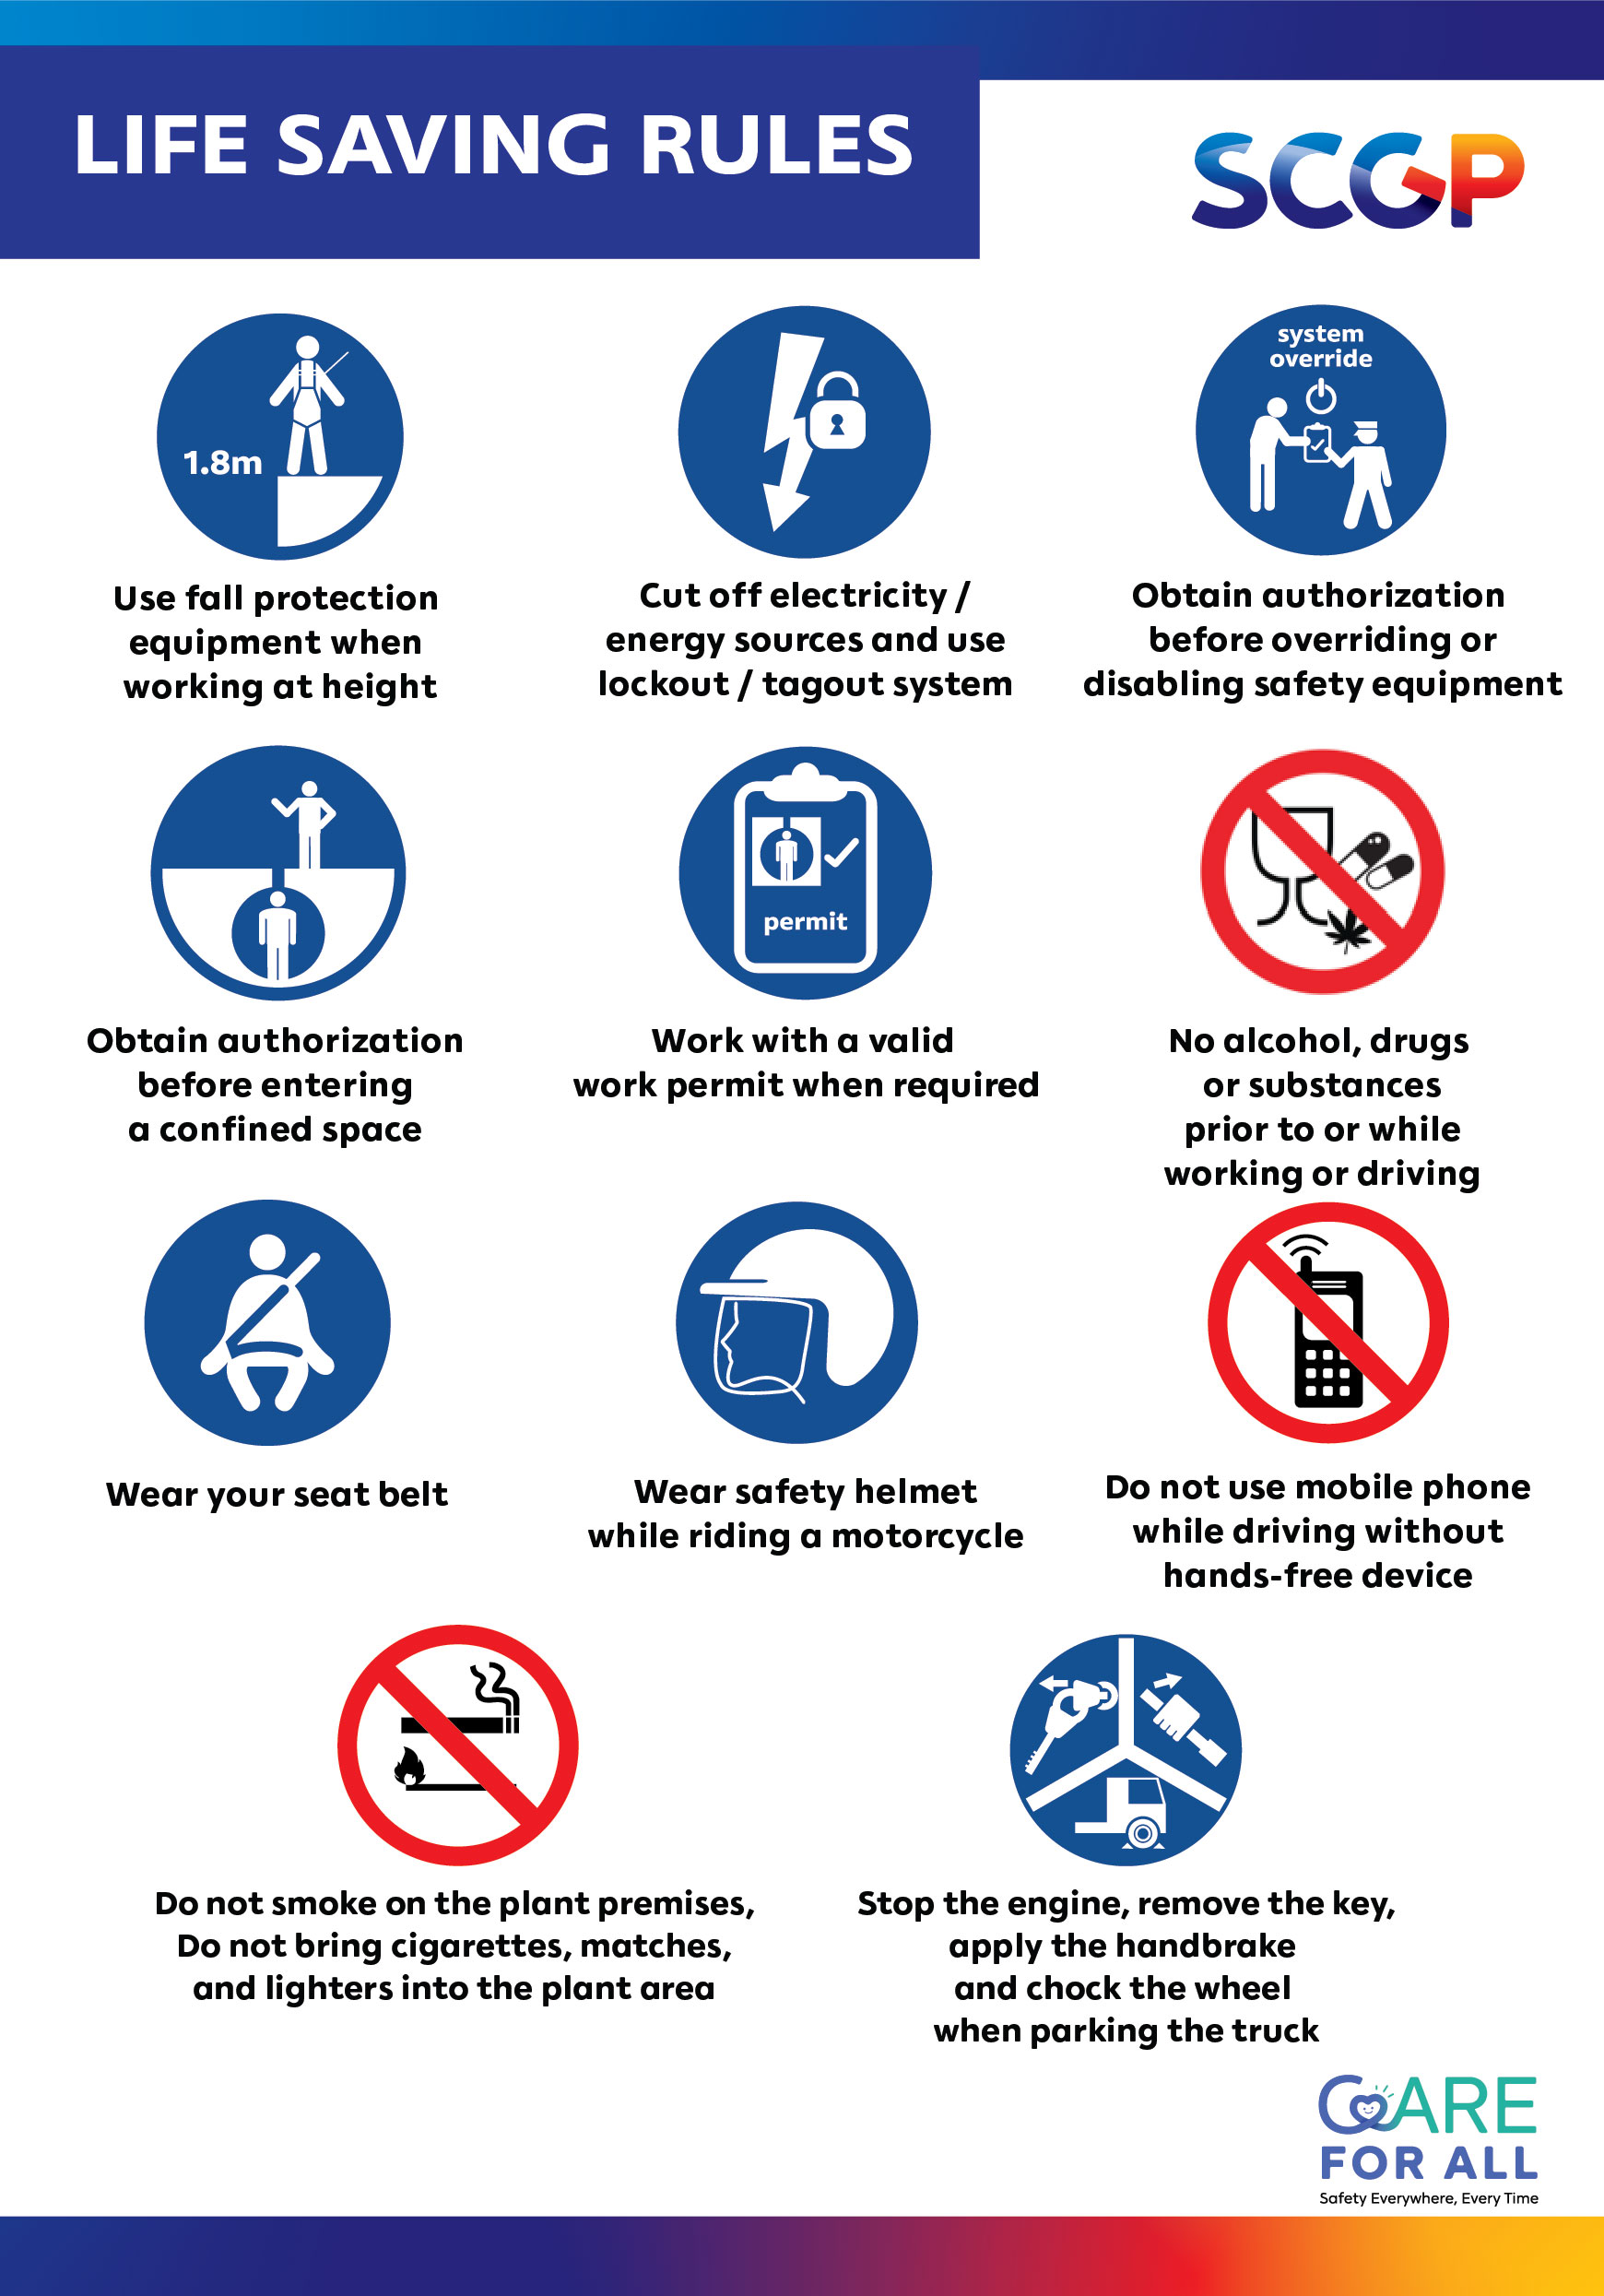 LIFE SAVING RULES
SCGP
1.8m
Use fall protection
equipment when
working at height
Cut off electricity /
energy sources and use
lockout / tagout system
system
override
Obtain authorization
before overriding or
disabling safety equipment
Obtain authorization
before entering
a confined space
permit
Work with a valid
work permit when required
No alcohol, drugs
or substances
prior to or while
working or driving
Wear your seat belt
Wear safety helmet
while riding a motorcycle
Do not use mobile phone
while driving without
hands-free device
Do not smoke on the plant premises,
Do not bring cigarettes, matches,
and lighters into the plant area
Stop the engine, remove the key,
apply the handbrake
and chock the wheel
when parking the truck
CARE
FOR ALL
Safety Everywhere, Every Time